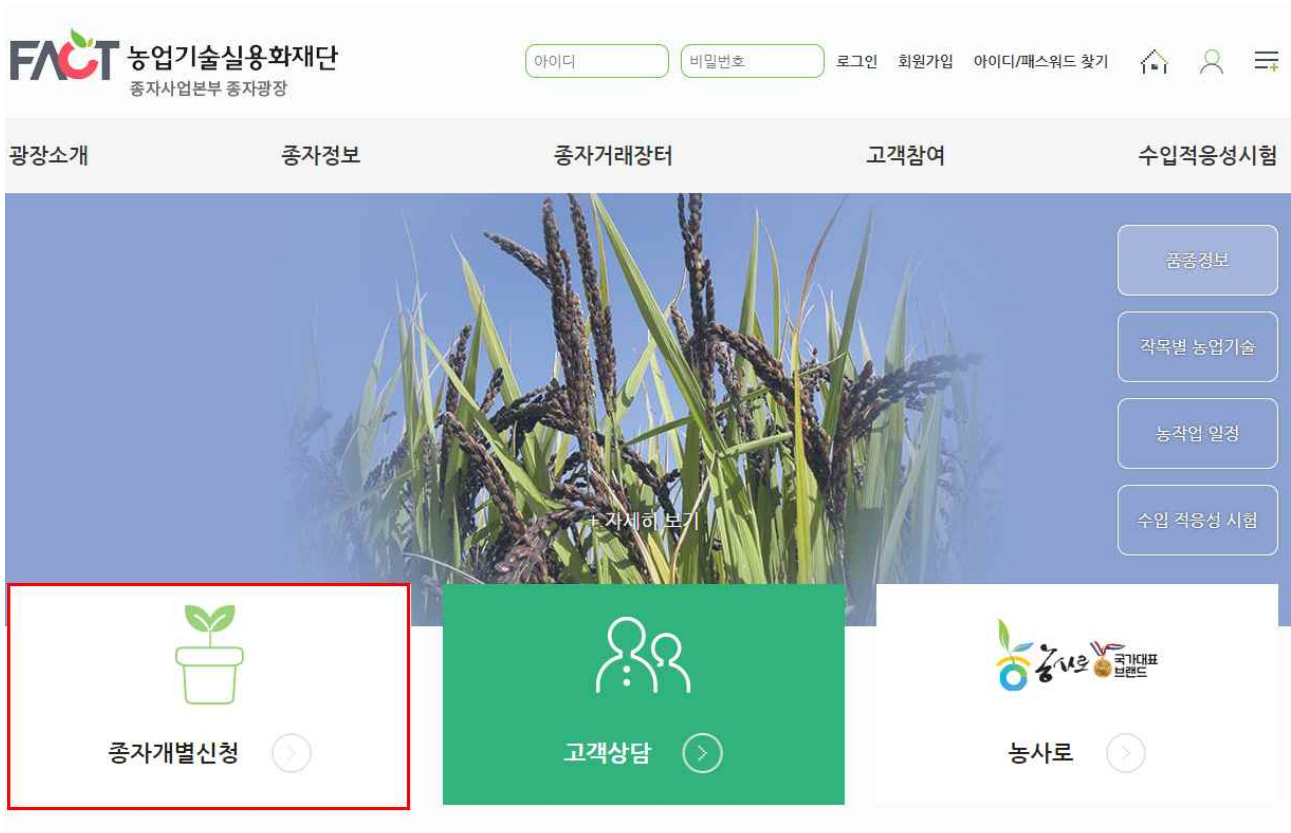 FACT 농업기술실용화재단
종자사업본부 종자광장
아이디 비밀번호 로그인 회원가입 아이디/패스워드 찾기
광장소개 종자정보 종자거래장터 고객참여 수입적응성시험
품종정보
작목별 농업기술
농작업 일정
수입 적응성 시험
+ 자세히 보기
농사로 국가대표
브랜드
종자개별신청 고객상담 농사로